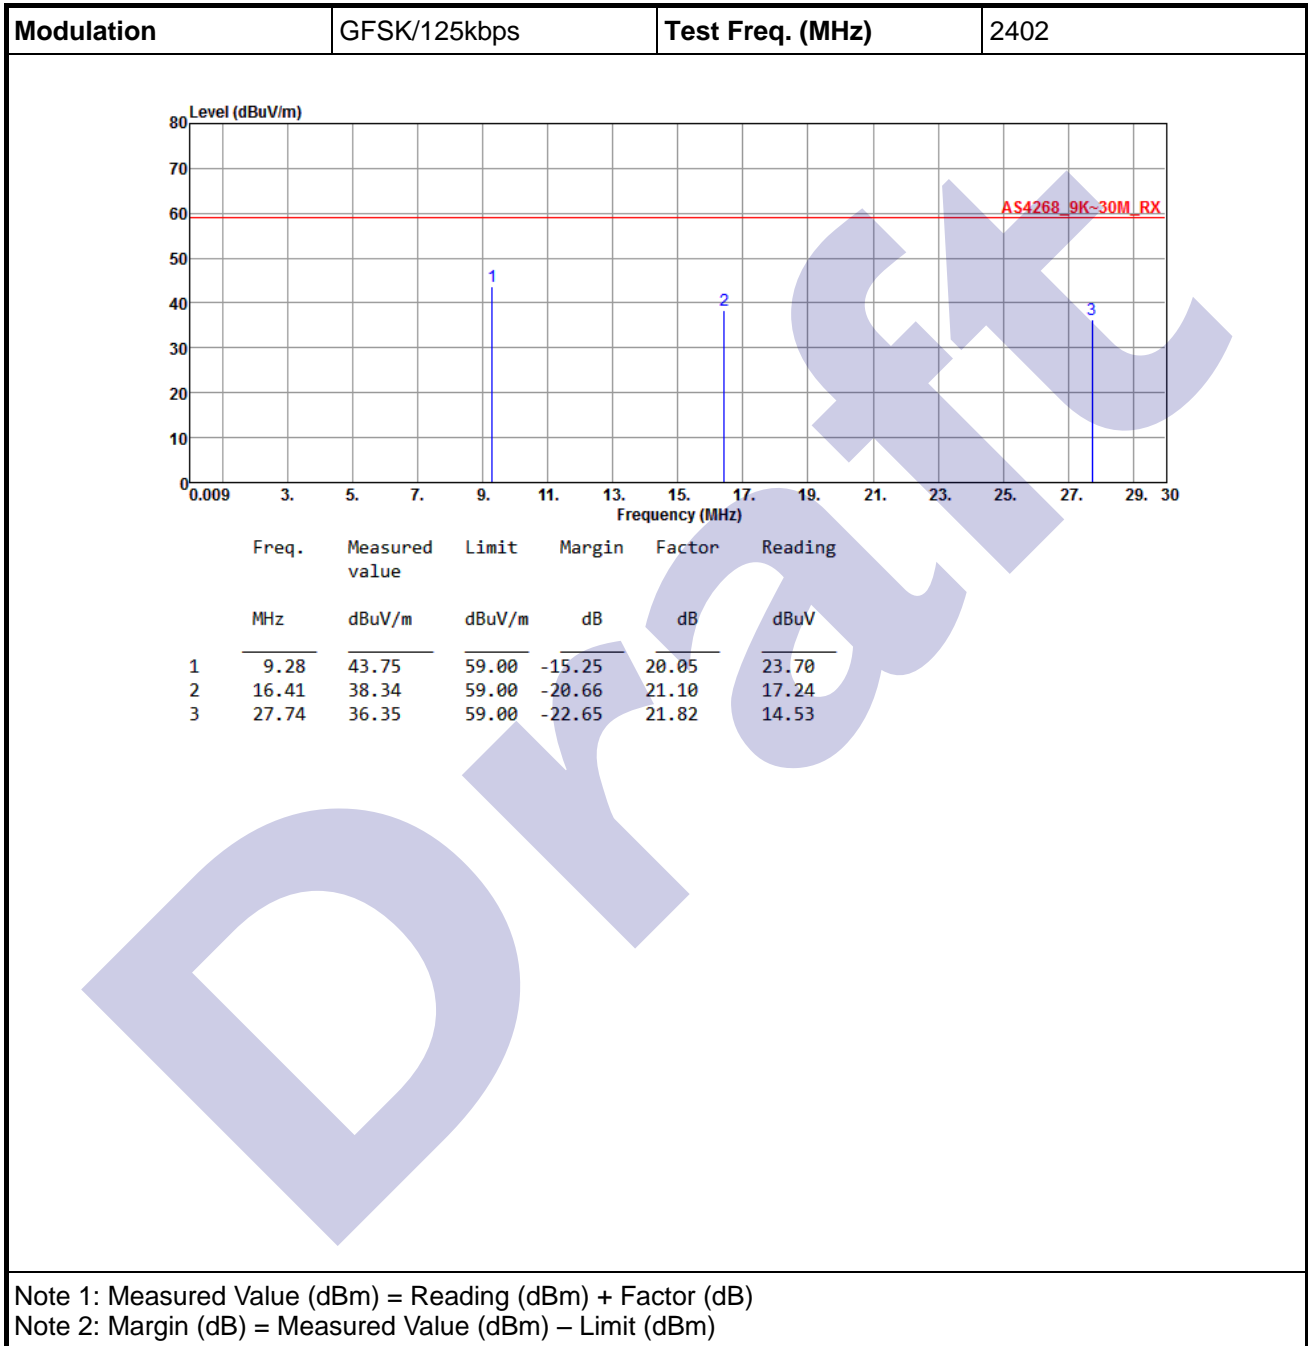 Modulation GFSK/125kbps Test Freq. (MHz) 2402
Level (dBuV/m)
80
70
60
AS4268_9K~30M_RX
50
1
40
2
3
30
20
10
0
0.009 3. 5. 7. 9. 11. 13. 15. 17. 19. 21. 23. 25. 27. 29. 30
Frequency (MHz)
Freq. Measured Limit Margin Factor Reading
value
MHz dBuV/m dBuV/m dB dB dBuV
1 9.28 43.75 59.00 -15.25 20.05 23.70
2 16.41 38.34 59.00 -20.66 21.10 17.24
3 27.74 36.35 59.00 -22.65 21.82 14.53
Draft
Note 1: Measured Value (dBm) = Reading (dBm) + Factor (dB)
Note 2: Margin (dB) = Measured Value (dBm) – Limit (dBm)